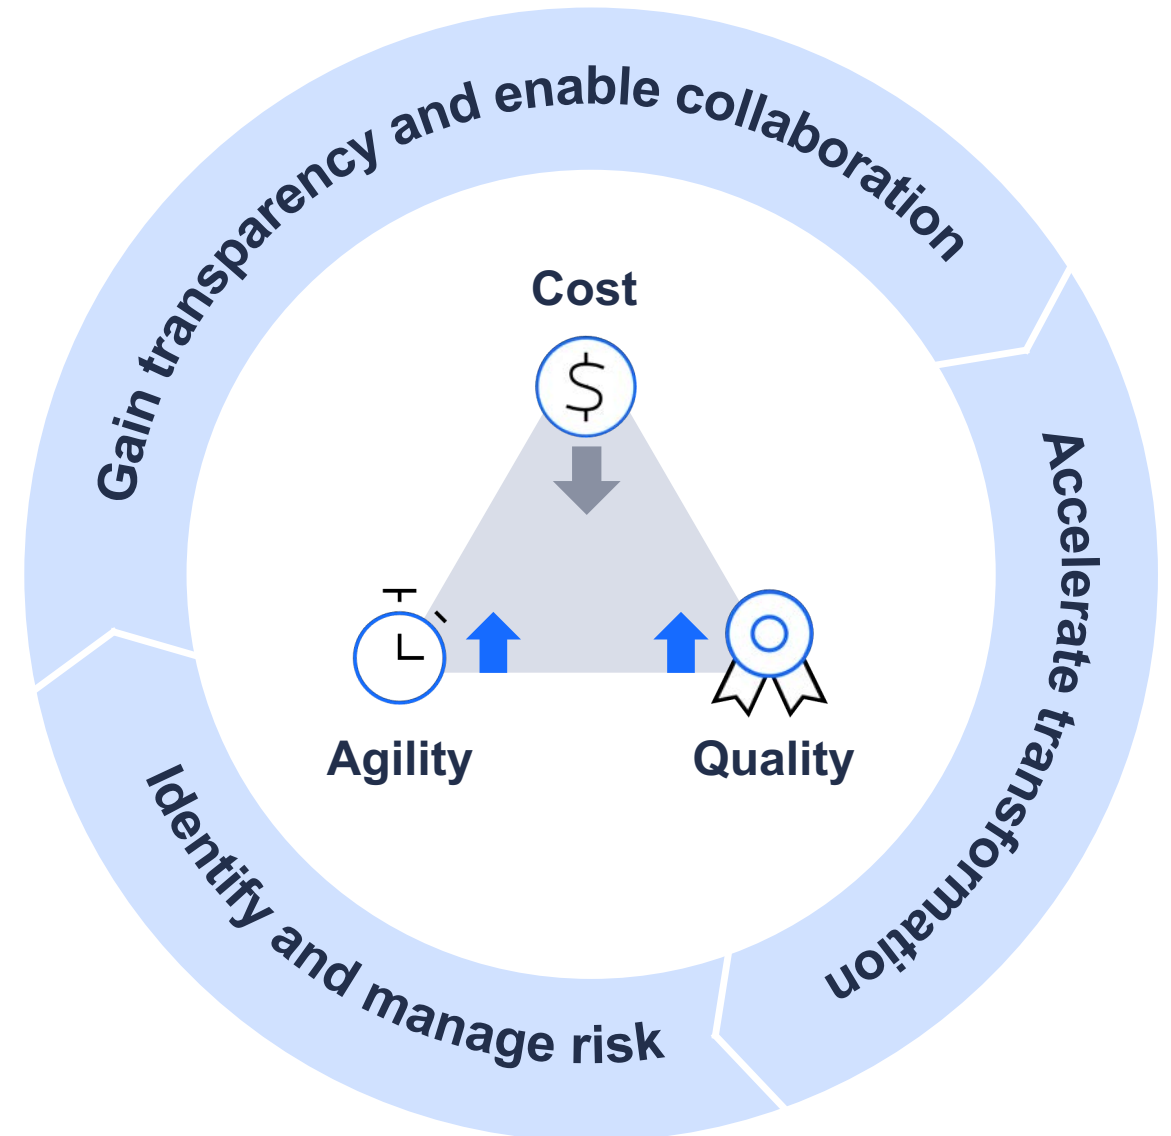 Gain transparency and enable collaboration
Accelerate transformation
Identify and manage risk
Cost
$
Agility
Quality